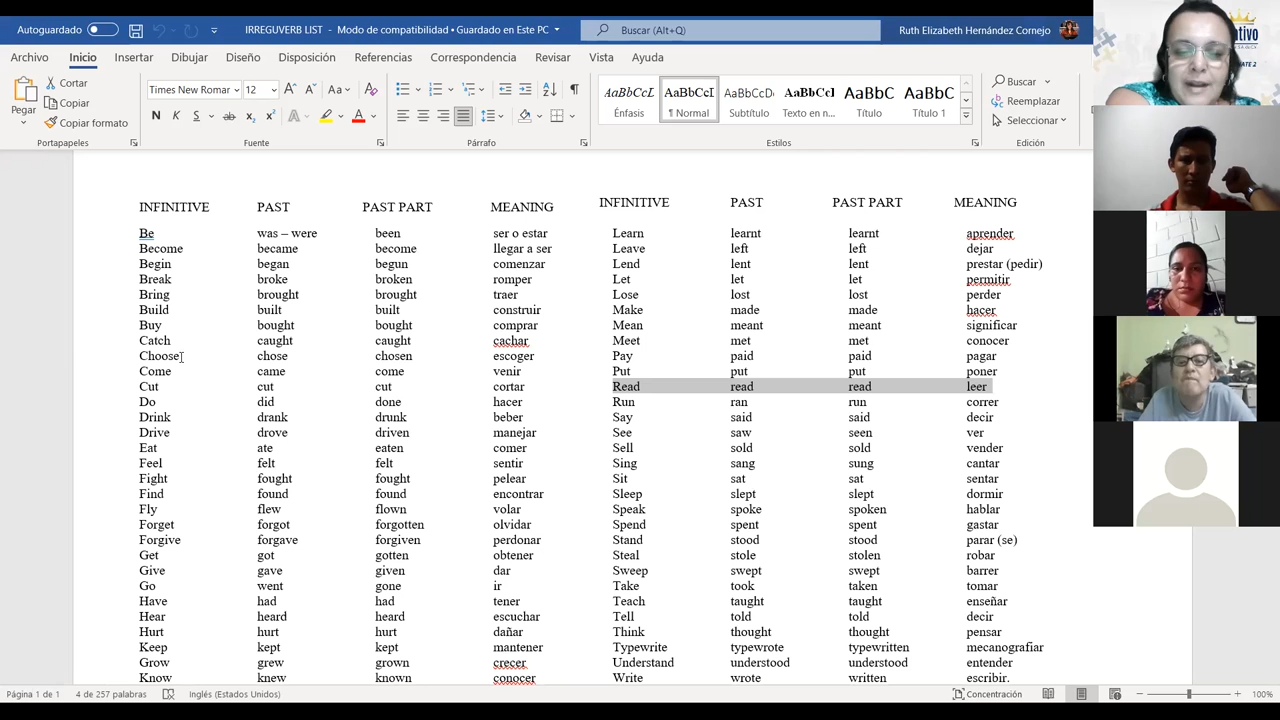 Autoguardado
IRREGUVERB LIST - Modo de compatibilidad • Guardado en Este PC
Buscar (Alt+Q)
Ruth Elizabeth Hernández Cornejo
Archivo Inicio Insertar Dibujar Diseño Disposición Referencias Correspondencia Revisar Vista Ayuda
Pegar
Cortar
Copiar
Copiar formato
Portapapeles
Times New Romar 12
Fuente
Párrafo
AaBbCcL Énfasis
AaBbCcI ¶ Normal
AaBbCcDc Subtítulo
AaBbCcI Texto en n...
AaBbC Título
AaBbC Título 1
Estilos
Buscar
Reemplazar
Seleccionar
Edición
INFINITIVE PAST PAST PART MEANING
Be was – were been ser o estar
Become became become llegar a ser
Begin began begun comenzar
Break broke broken romper
Bring brought brought traer
Build built built construir
Buy bought bought comprar
Catch caught caught cachar
Choose chose chosen escoger
Come came come venir
Cut cut cut cortar
Do did done hacer
Drink drank drunk beber
Drive drove driven manejar
Eat ate eaten comer
Feel felt felt sentir
Fight fought fought pelear
Find found found encontrar
Fly flew flown volar
Forget forgot forgotten olvidar
Forgive forgave forgiven perdonar
Get got gotten obtener
Give gave given dar
Go went gone ir
Have had had tener
Hear heard heard escuchar
Hurt hurt hurt dañar
Keep kept kept mantener
Grow grew grown crecer
Know knew known conocer
INFINITIVE PAST PAST PART MEANING
Learn learnt learnt aprender
Leave left left dejar
Lend lent lent prestar (pedir)
Let let let permitir
Lose lost lost perder
Make made made hacer
Mean meant meant significar
Meet met met conocer
Pay paid paid pagar
Put put put poner
Read read read leer
Run ran run correr
Say said said decir
See saw seen ver
Sell sold sold vender
Sing sang sung cantar
Sit sat sat sentar
Sleep slept slept dormir
Speak spoke spoken hablar
Spend spent spent gastar
Stand stood stood parar (se)
Steal stole stolen robar
Sweep swept swept barrer
Take took taken tomar
Teach taught taught enseñar
Tell told told decir
Think thought thought pensar
Typewrite typewrote typewritten mecanografiar
Understand understood understood entender
Write wrote written escribir.
Página 1 de 1 4 de 257 palabras Inglés (Estados Unidos)
Concentración
100%